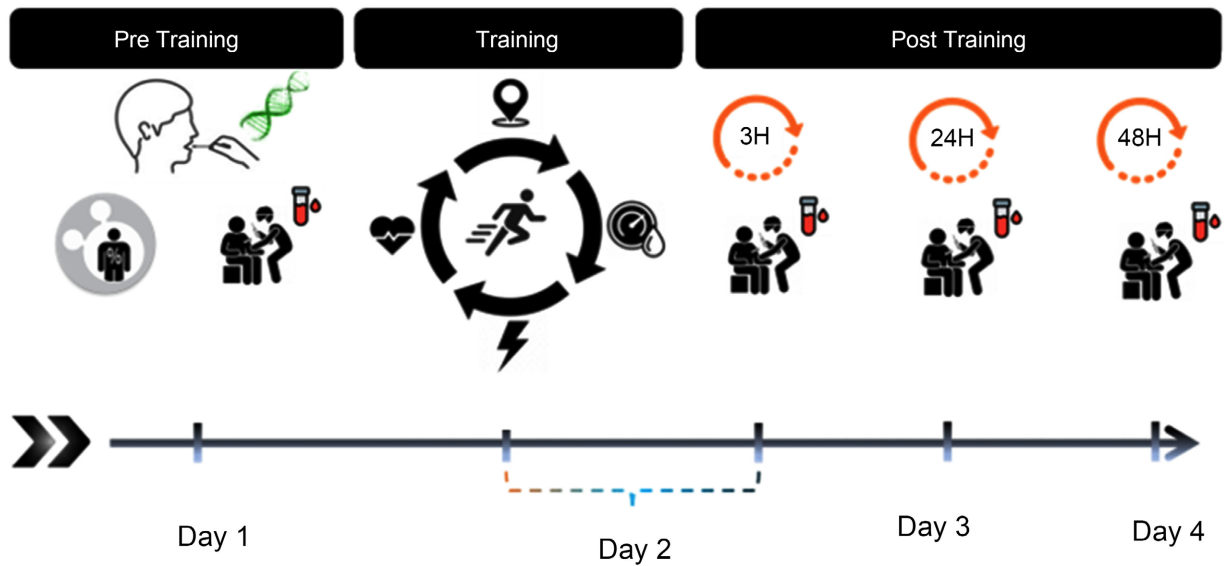 Pre Training
Training
Post Training
3H
24H
48H
%
Day 1
Day 2
Day 3
Day 4